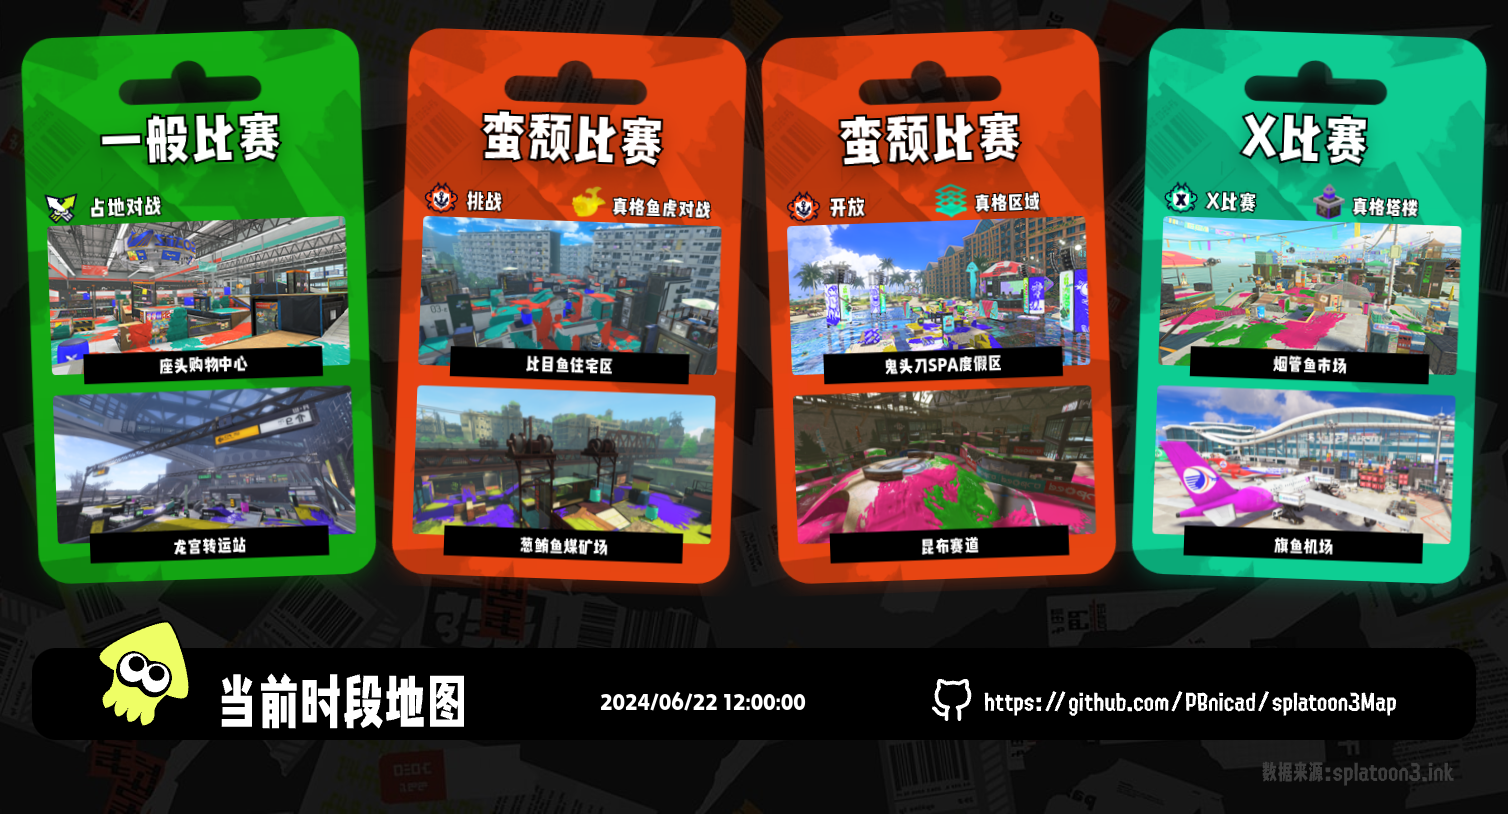 一般比赛
占地对战
座头购物中心
龙宫转运站
蛮颓比赛
挑战
真格鱼虎对战
比目鱼住宅区
葱鲔鱼煤矿场
蛮颓比赛
开放
真格区域
鬼头刀SPA度假区
昆布赛道
X比赛
X比赛
真格塔楼
烟管鱼市场
旗鱼机场
当前时段地图
2024/06/22 12:00:00
https://github.com/PBnicad/splatoon3Map
数据来源:splatoon3.ink